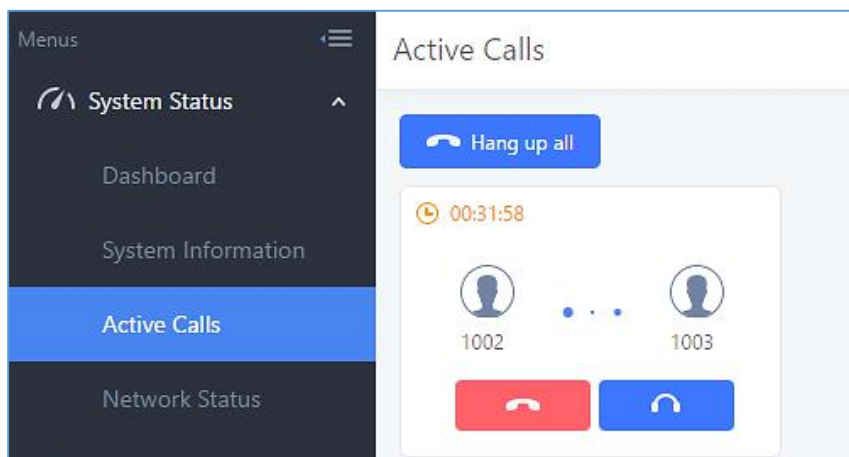 Menus
System Status
Dashboard
System Information
Active Calls
Network Status
Active Calls
Hang up all
00:31:58
1002 1003